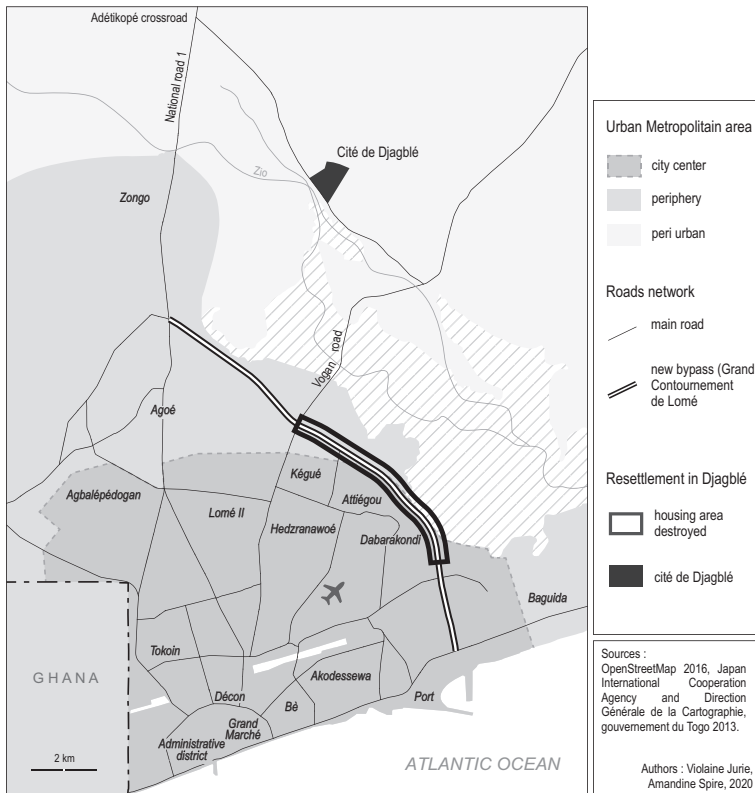 Adétikopé crossroad
National road 1
Cité de Djagblé
Zio
Zongo
Vogan road
Agoé
Kégué
Agbalépédogan
Attiégou
Lomé II
Hedzranawoé
Dabarakondi
Baguida
Tokoin
GHANA
Akodessewa
Décon
Port
Bè
Grand
Marché
Administrative
district
2 km
ATLANTIC OCEAN
Urban Metropolitain area
city center
periphery
peri urban
Roads network
main road
new bypass (Grand
Contournement
de Lomé
Resettlement in Djagblé
housing area
destroyed
cité de Djagblé
Sources :
OpenStreetMap 2016, Japan
International Cooperation
Agency and Direction
Générale de la Cartographie,
gouvernement du Togo 2013.
Authors : Violaine Jurie,
Amandine Spire, 2020